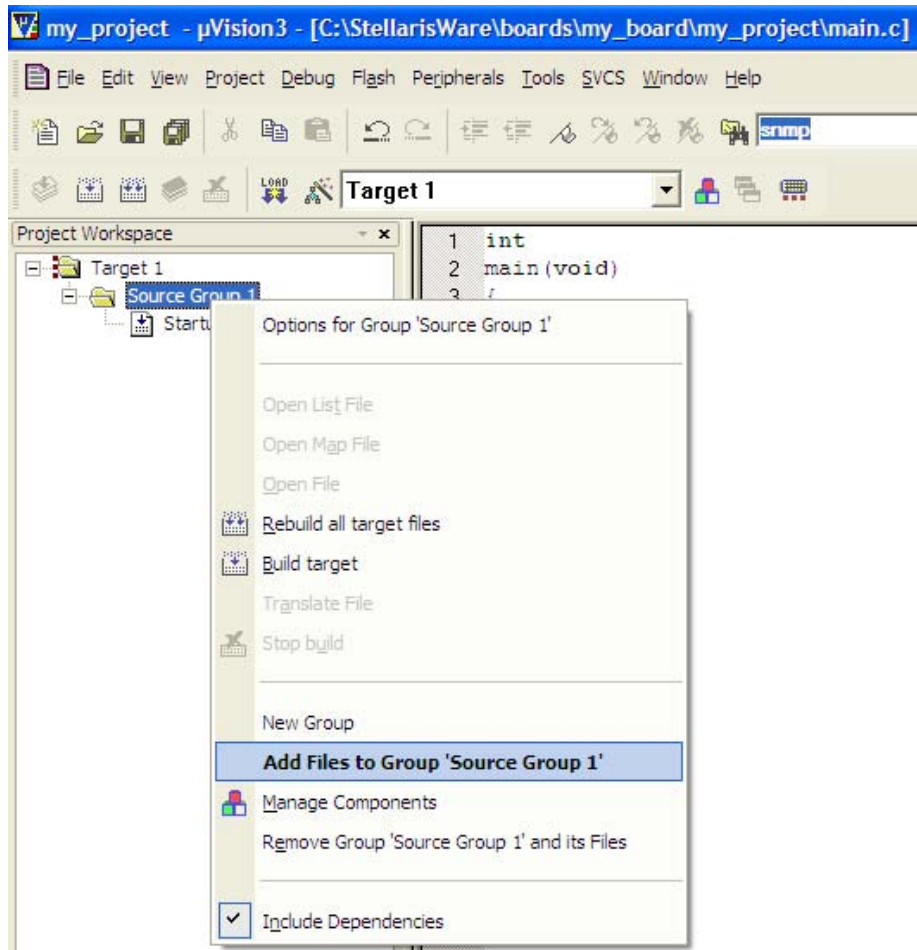 my_project - µVision3 - [C:\StellarisWare\boards\my_board\my_project\main.c]
File Edit View Project Debug Flash Peripherals Tools SVCS Window Help
snmp
LOAD Target 1
Project Workspace
1 int
Target 1
2 main(void)
Source Group 1
3 {
Startu
Options for Group 'Source Group 1'
Open List File
Open Map File
Open File
Rebuild all target files
Build target
Translate File
Stop build
New Group
Add Files to Group 'Source Group 1'
Manage Components
Remove Group 'Source Group 1' and its Files
Include Dependencies